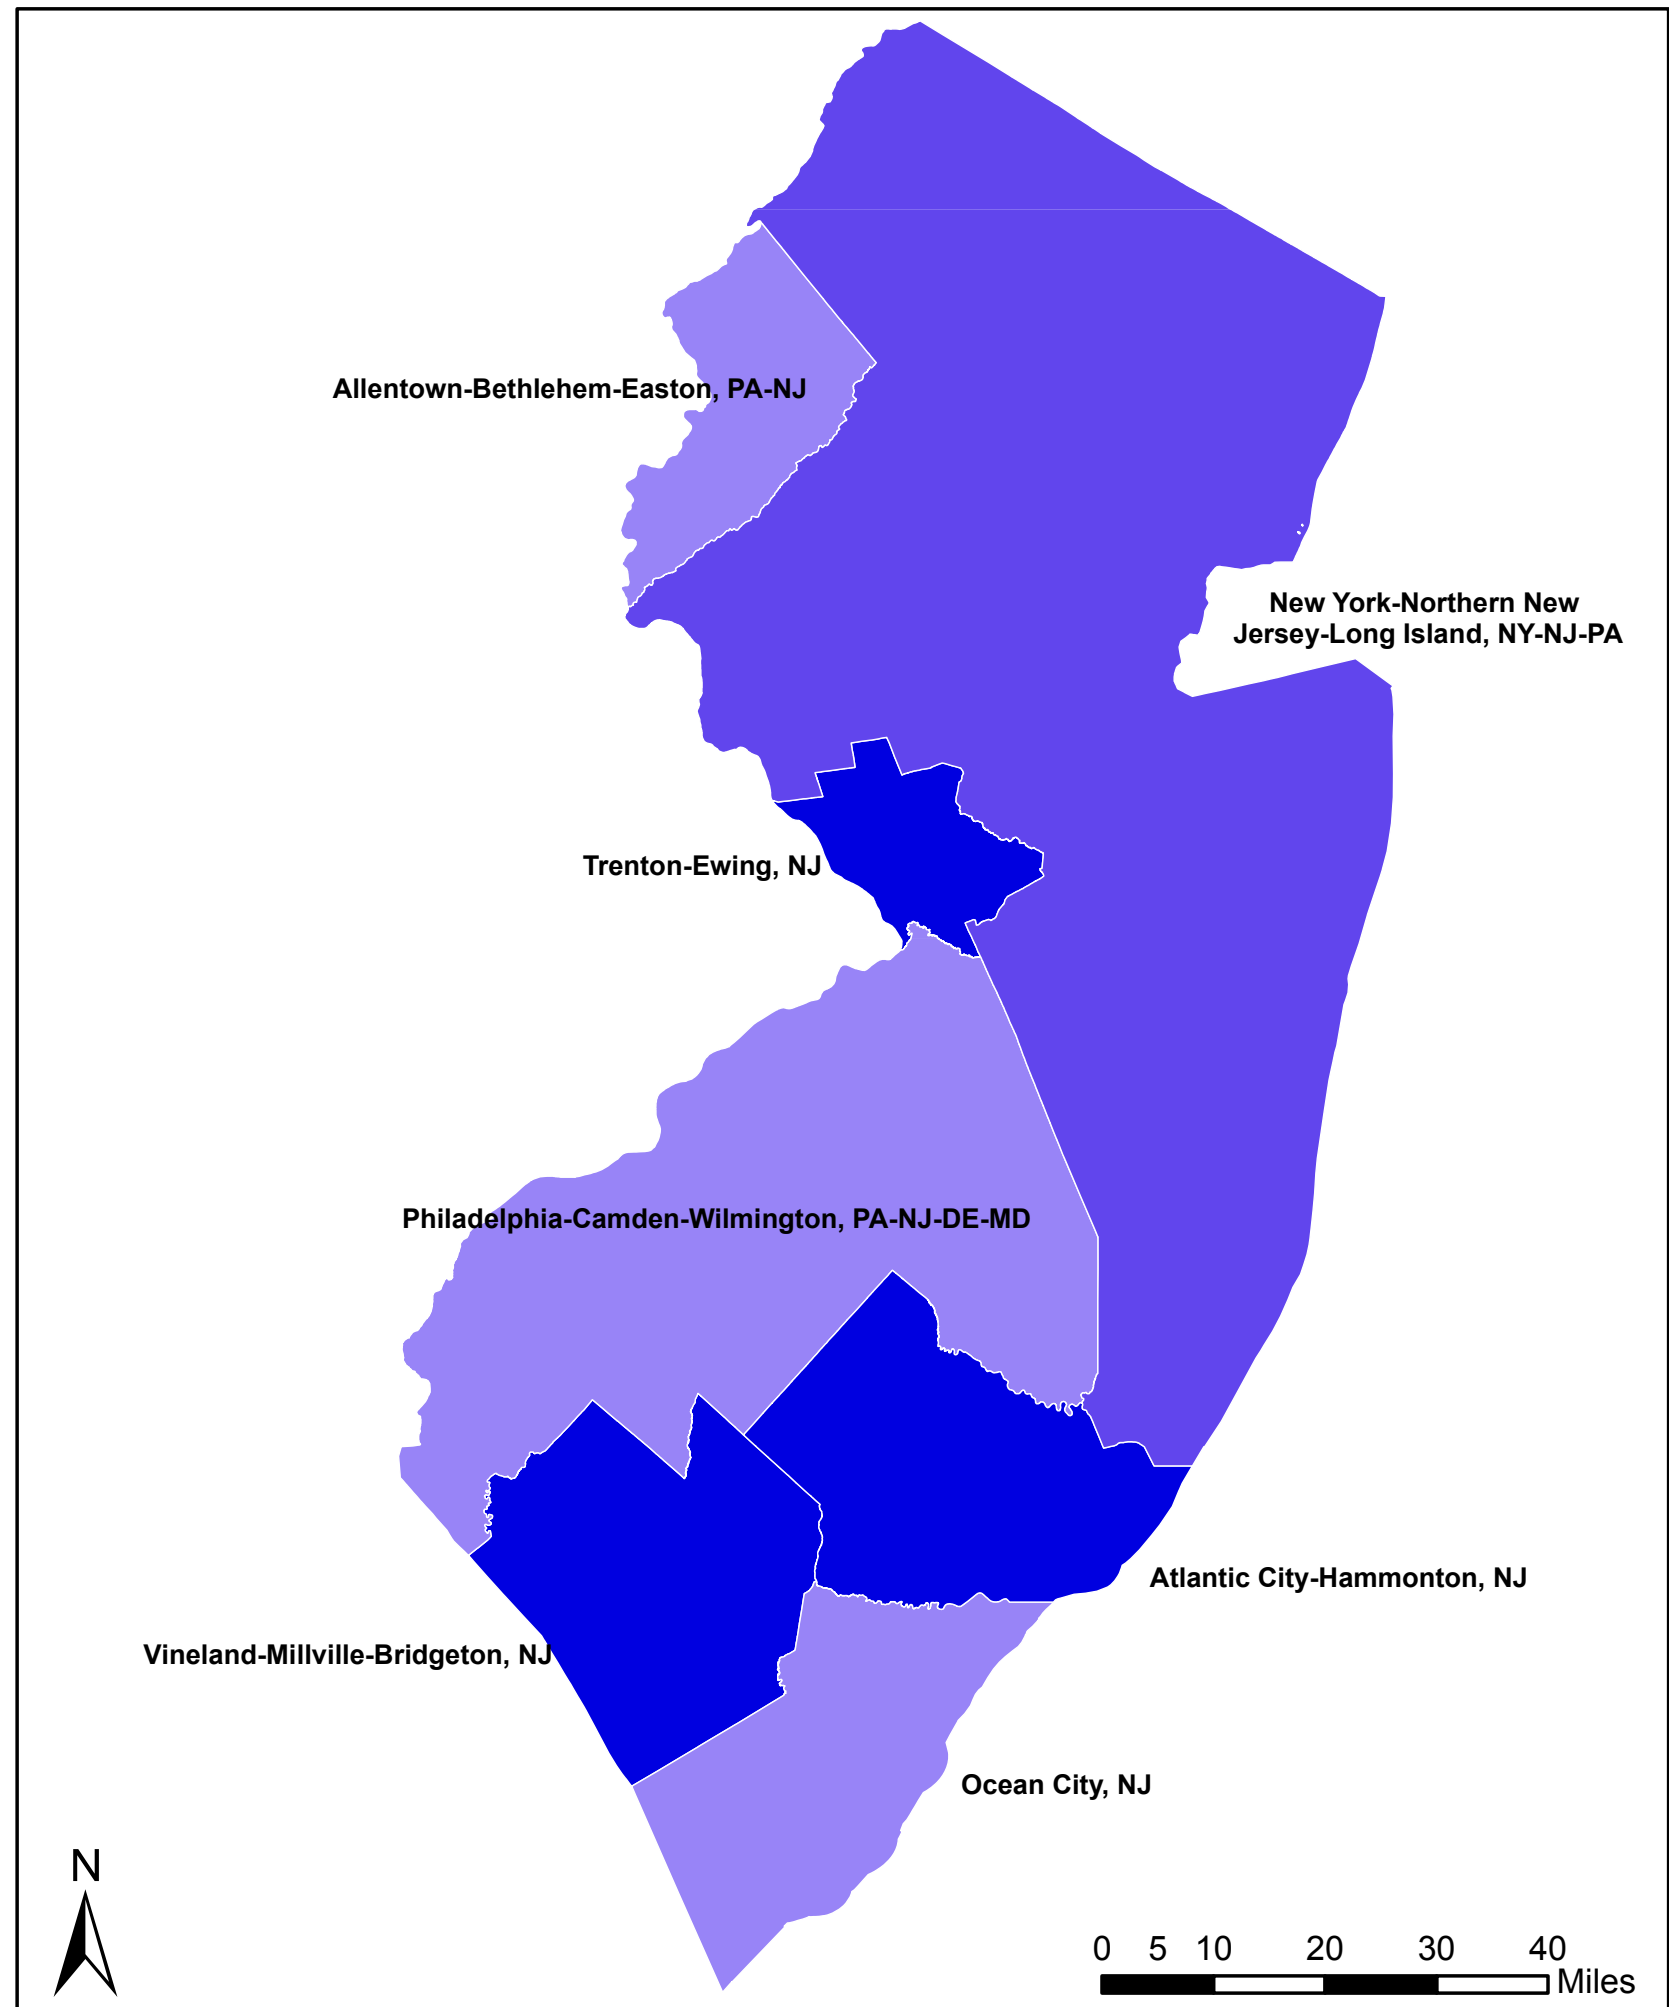 Allentown-Bethlehem-Easton, PA-NJ
New York-Northern New
Jersey-Long Island, NY-NJ-PA
Trenton-Ewing, NJ
Philadelphia-Camden-Wilmington, PA-NJ-DE-MD
Atlantic City-Hammonton, NJ
Vineland-Millville-Bridgeton, NJ
Ocean City, NJ
N
0 5 10 20 30 40
Miles